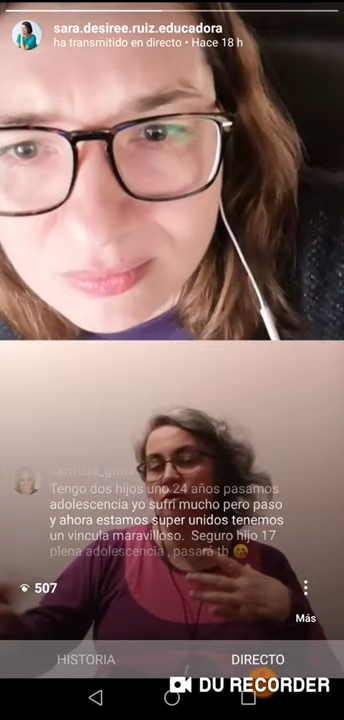 sara.desiree.ruiz.educadora
ha transmitido en directo • Hace 18 h
Tengo dos hijos uno 24 años pasamos
adolescencia yo sufri mucho pero paso
y ahora estamos super unidos tenemos
un vincula maravilloso. Seguro hijo 17
plena adolescencia , pasará tb 😘
507
Más
HISTORIA
DIRECTO
DU RECORDER